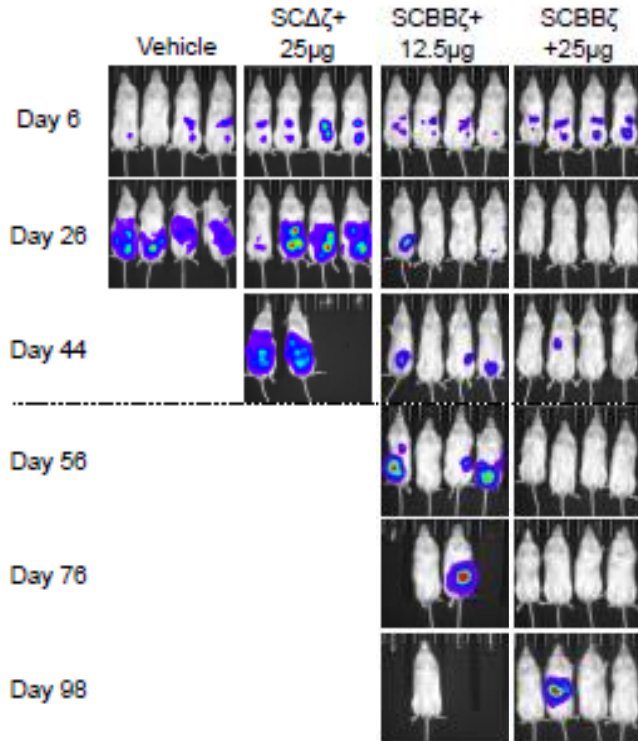 Vehicle
SCΔζ+
25μg
SCBBζ+
12.5μg
SCBBζ
+25μg
Day 6
Day 26
Day 44
Day 56
Day 76
Day 98